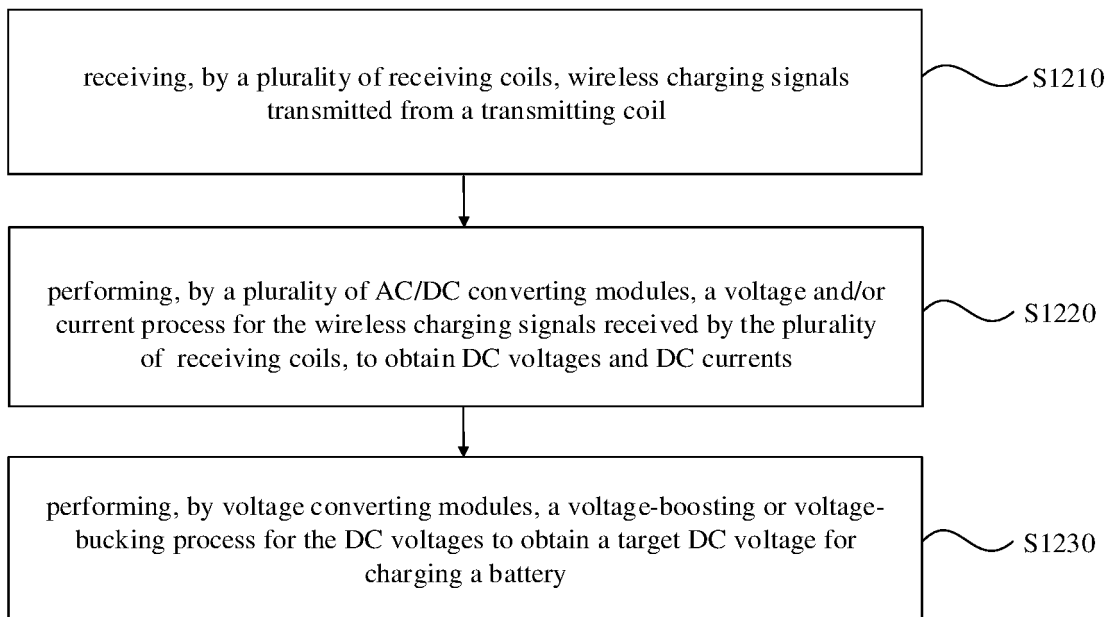 receiving, by a plurality of receiving coils, wireless charging signals
transmitted from a transmitting coil
S1210
performing, by a plurality of AC/DC converting modules, a voltage and/or
current process for the wireless charging signals received by the plurality
of receiving coils, to obtain DC voltages and DC currents
S1220
performing, by voltage converting modules, a voltage-boosting or voltage-
bucking process for the DC voltages to obtain a target DC voltage for
charging a battery
S1230